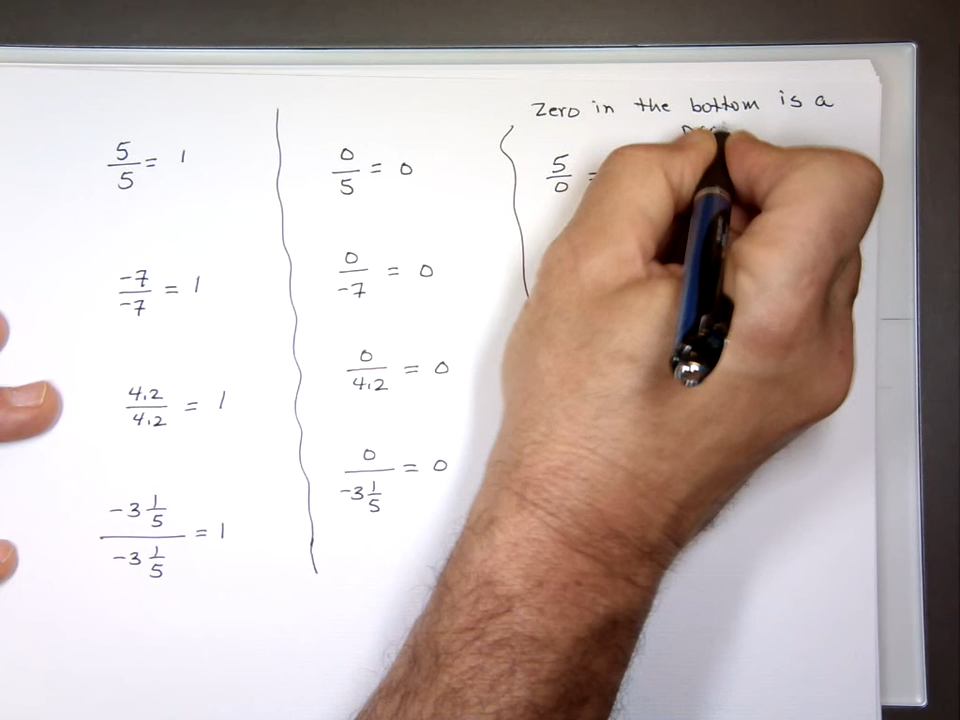 5/5 = 1
-7/-7 = 1
4.2/4.2 = 1
-3 1/5 / -3 1/5 = 1
0/5 = 0
0/-7 = 0
0/4.2 = 0
0/-3 1/5 = 0
Zero in the bottom is a
5/0 =